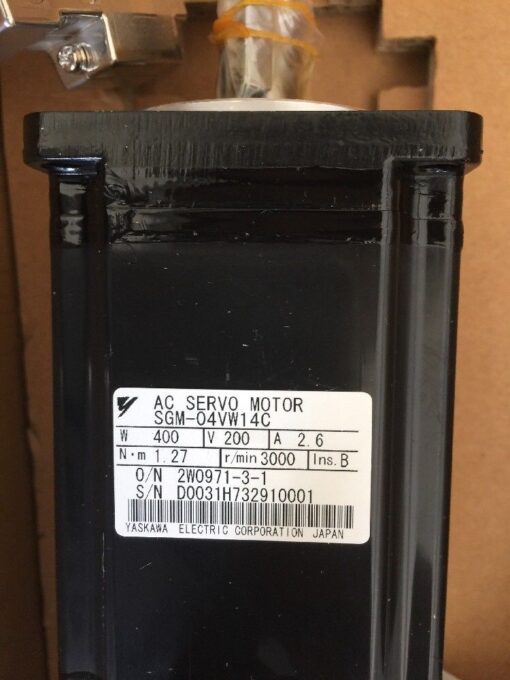 AC SERVO MOTOR
SGM-04VW14C
W 400 V 200 A 2.6
N·m 1.27 r/min 3000 Ins. B
O/N 2W0971-3-1
S/N D0031H732910001
YASKAWA ELECTRIC CORPORATION JAPAN